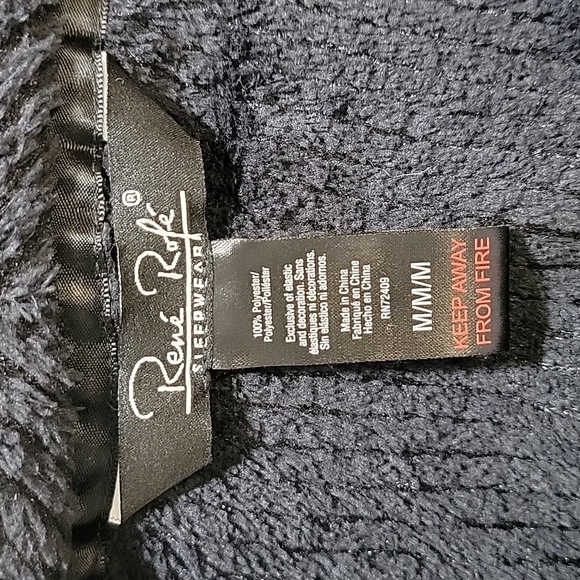 René Rofé®
SLEEPWEAR
100% Polyester/
Polyester/Poliéster
Exclusive of elastic
and decoration. Sans
élastiques ni décorations.
Sin elástico ni adornos.
Made in China
Fabriqué en Chine
Hecho en China
RN72409
M/M/M
KEEP AWAY
FROM FIRE